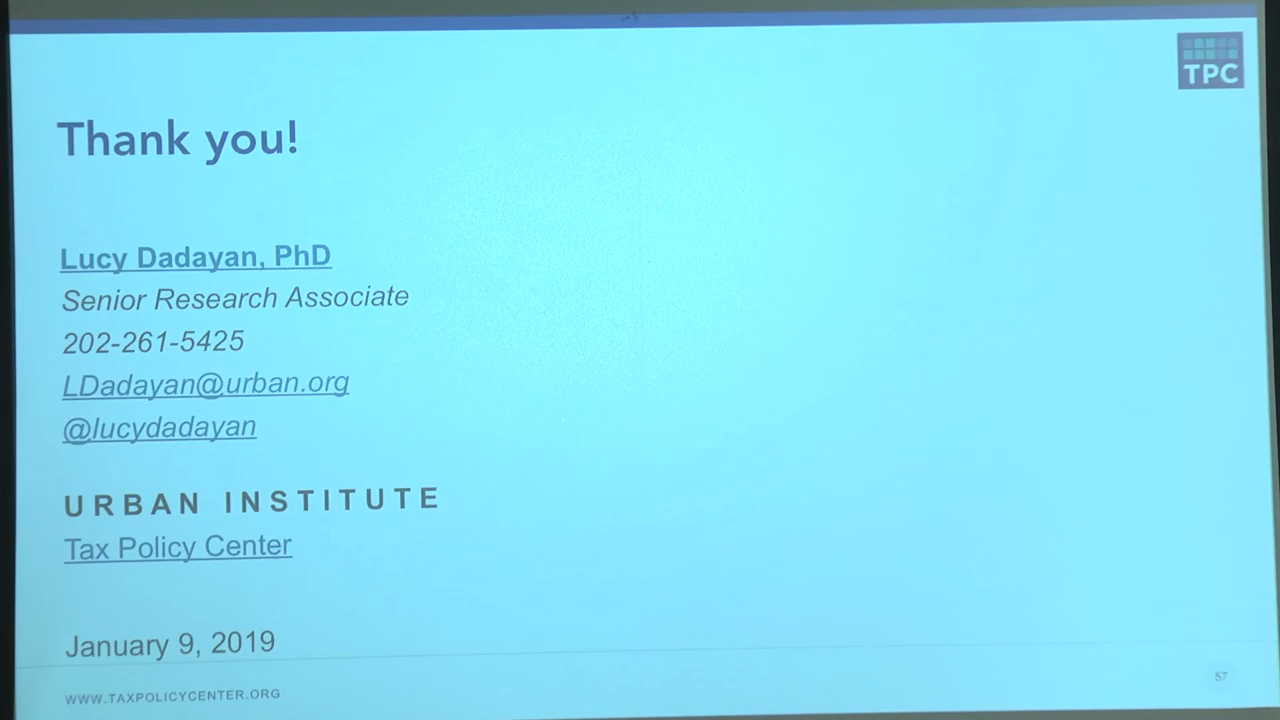 TPC
Thank you!
Lucy Dadayan, PhD
Senior Research Associate
202-261-5425
LDadayan@urban.org
@lucydadayan
URBAN INSTITUTE
Tax Policy Center
January 9, 2019
WWW.TAXPOLICYCENTER.ORG
57